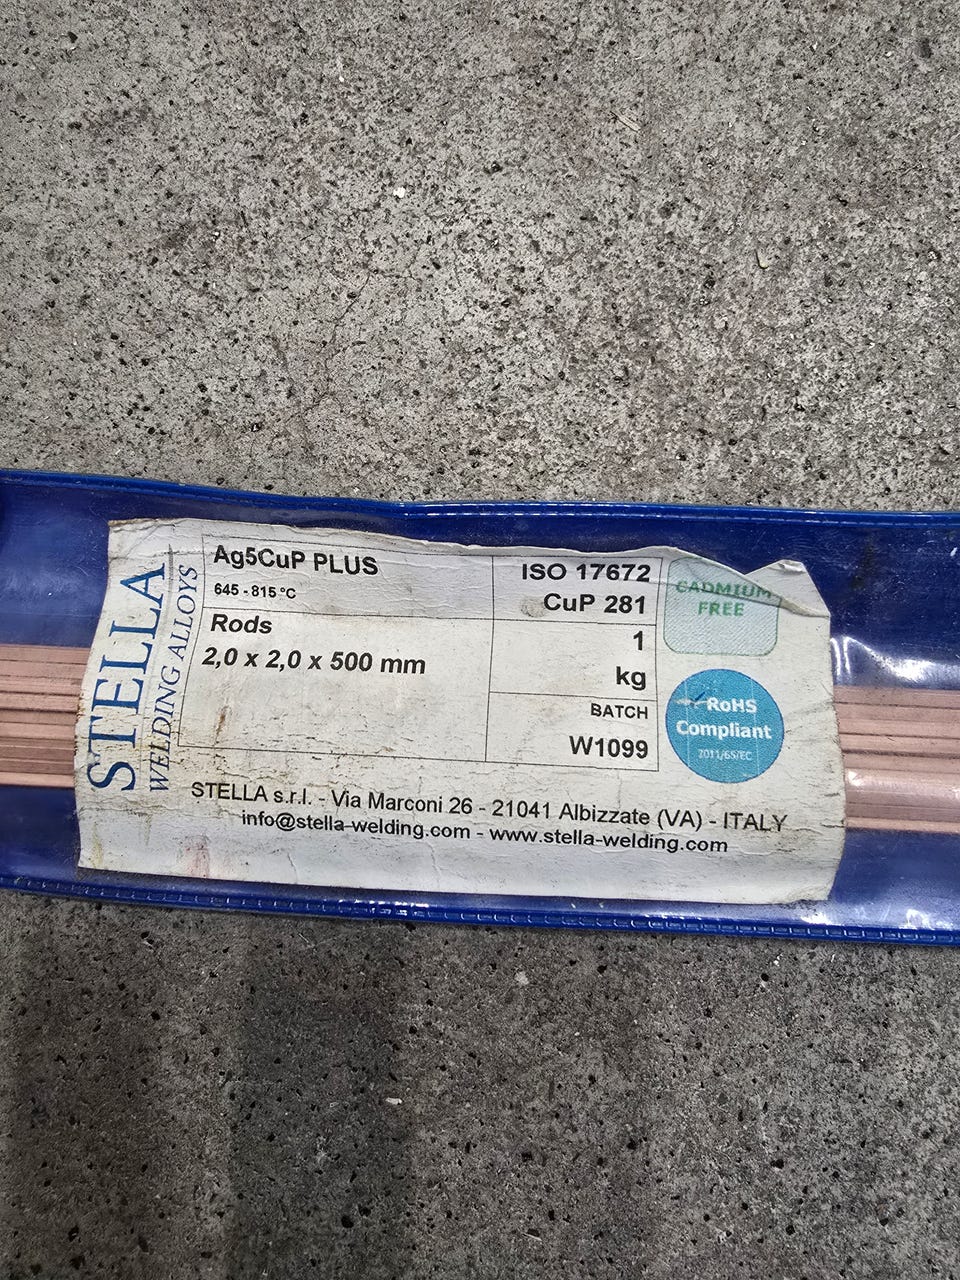 STELLA
WELDING ALLOYS
Ag5CuP PLUS
645 - 815 °C
ISO 17672
CuP 281
Rods
2,0 x 2,0 x 500 mm
1
kg
BATCH
W1099
CADMIUM
FREE
RoHS
Compliant
2011/65/EC
STELLA s.r.l. - Via Marconi 26 - 21041 Albizzate (VA) - ITALY
info@stella-welding.com - www.stella-welding.com